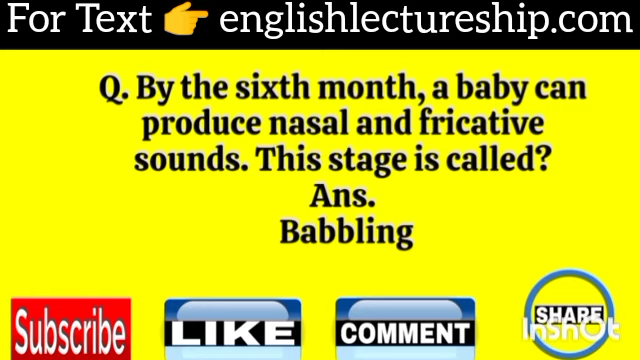 For Text 👉 englishlectureship.com
Q. By the sixth month, a baby can
produce nasal and fricative
sounds. This stage is called?
Ans.
Babbling
Subscribe
LIKE
COMMENT
SHARE
InShOt